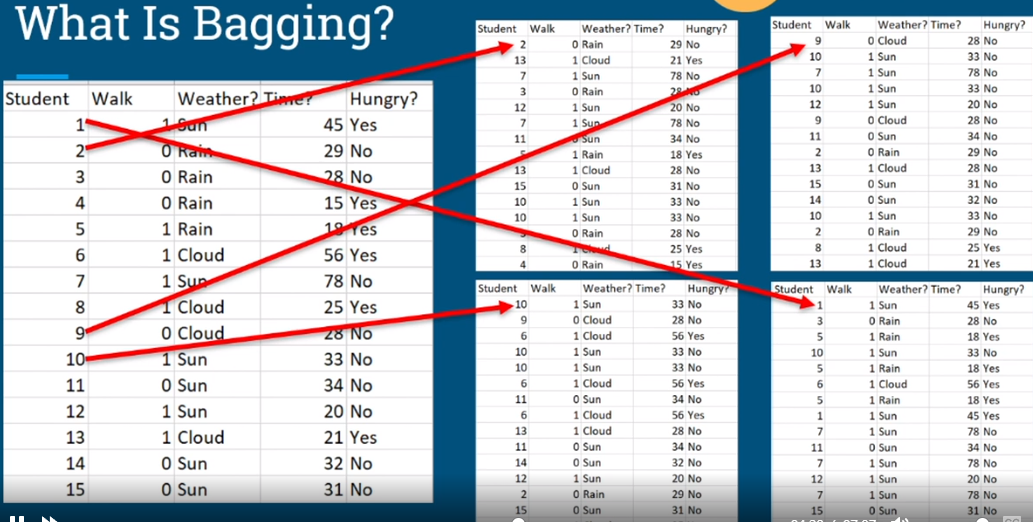 What Is Bagging?
Student Walk Weather? Time? Hungry?
1 1 Sun 45 Yes
2 0 Rain 29 No
3 0 Rain 28 No
4 0 Rain 15 Yes
5 1 Rain 18 Yes
6 1 Cloud 56 Yes
7 1 Sun 78 No
8 1 Cloud 25 Yes
9 0 Cloud 28 No
10 1 Sun 33 No
11 0 Sun 34 No
12 1 Sun 20 No
13 1 Cloud 21 Yes
14 0 Sun 32 No
15 0 Sun 31 No
Student Walk Weather? Time? Hungry?
2 0 Rain 29 No
13 1 Cloud 21 Yes
7 1 Sun 78 No
3 0 Rain 28 No
12 1 Sun 20 No
7 1 Sun 78 No
11 Sun 34 No
5 1 Rain 18 Yes
13 1 Cloud 28 No
15 0 Sun 31 No
10 1 Sun 33 No
10 1 Sun 33 No
3 0 Rain 28 No
8 1 Cloud 25 Yes
4 0 Rain 15 Yes
Student Walk Weather? Time? Hungry?
9 0 Cloud 28 No
10 1 Sun 33 No
7 1 Sun 78 No
10 1 Sun 33 No
12 1 Sun 20 No
9 0 Cloud 28 No
11 0 Sun 34 No
2 0 Rain 29 No
13 1 Cloud 28 No
15 0 Sun 31 No
14 0 Sun 32 No
10 1 Sun 33 No
2 0 Rain 29 No
8 1 Cloud 25 Yes
13 1 Cloud 21 Yes
Student Walk Weather? Time? Hungry?
10 1 Sun 33 No
9 0 Cloud 28 No
6 1 Cloud 56 Yes
10 1 Sun 33 No
10 1 Sun 33 No
6 1 Cloud 56 Yes
11 0 Sun 34 No
6 1 Cloud 56 Yes
13 1 Cloud 28 No
11 0 Sun 34 No
14 0 Sun 32 No
12 1 Sun 20 No
2 0 Rain 29 No
15 0 Sun 31 No
Student Walk Weather? Time? Hungry?
1 1 Sun 45 Yes
3 0 Rain 28 No
5 1 Rain 18 Yes
10 1 Sun 33 No
5 1 Rain 18 Yes
6 1 Cloud 56 Yes
5 1 Rain 18 Yes
1 1 Sun 45 Yes
7 1 Sun 78 No
11 0 Sun 34 No
7 1 Sun 78 No
12 1 Sun 20 No
7 1 Sun 78 No
15 0 Sun 31 No